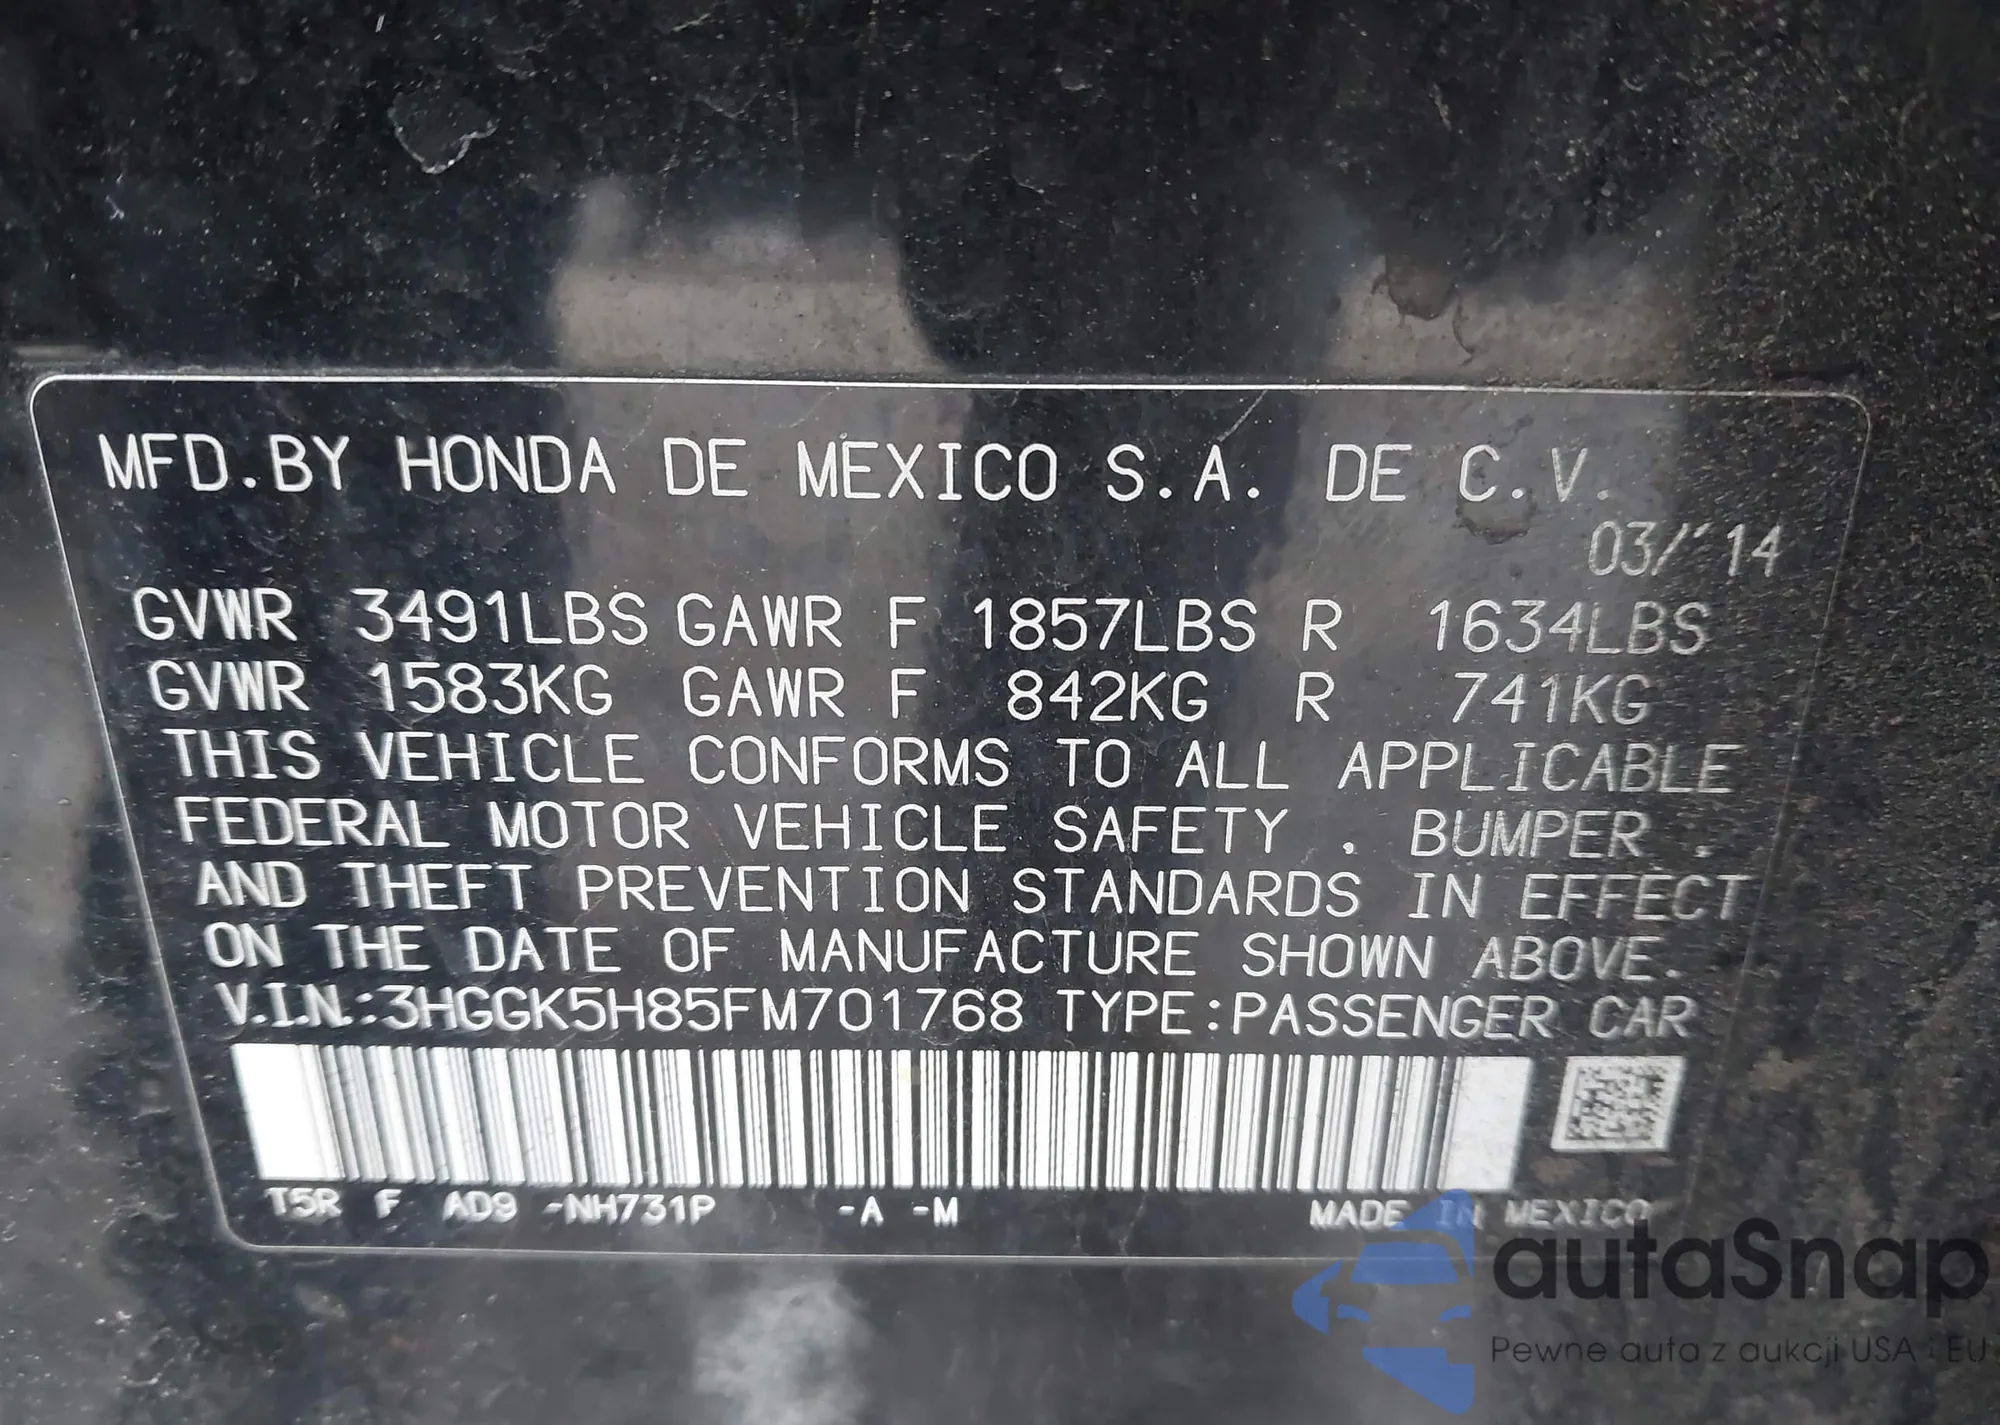 MFD.BY HONDA DE MEXICO S.A. DE C.V.
03/'14
GVWR 3491LBS GAWR F 1857LBS R 1634LBS
GVWR 1583KG GAWR F 842KG R 741KG
THIS VEHICLE CONFORMS TO ALL APPLICABLE
FEDERAL MOTOR VEHICLE SAFETY , BUMPER ,
AND THEFT PREVENTION STANDARDS IN EFFECT
ON THE DATE OF MANUFACTURE SHOWN ABOVE.
V.I.N.:3HGGK5H85FM701768 TYPE:PASSENGER CAR
T5R F AD9 -NH731P -A -M MADE IN MEXICO
autaSnap
Pewne auta z aukcji USA i EU